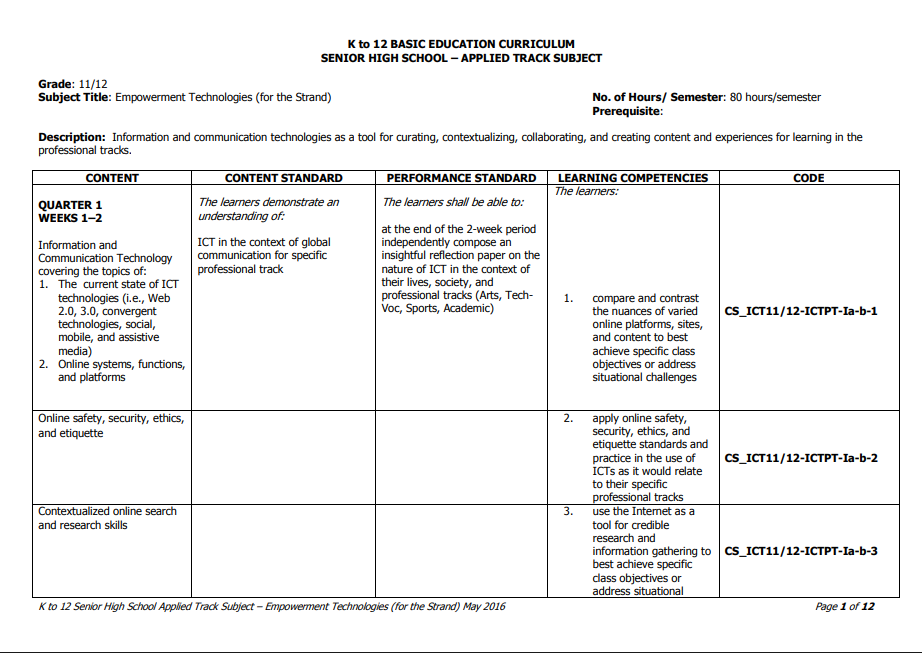 K to 12 BASIC EDUCATION CURRICULUM
SENIOR HIGH SCHOOL – APPLIED TRACK SUBJECT
Grade: 11/12
Subject Title: Empowerment Technologies (for the Strand)
No. of Hours/ Semester: 80 hours/semester
Prerequisite:
Description: Information and communication technologies as a tool for curating, contextualizing, collaborating, and creating content and experiences for learning in the
professional tracks.
CONTENT
CONTENT STANDARD
PERFORMANCE STANDARD
LEARNING COMPETENCIES
CODE
QUARTER 1
WEEKS 1–2
Information and
Communication Technology
covering the topics of:
1. The current state of ICT
technologies (i.e., Web
2.0, 3.0, convergent
technologies, social,
mobile, and assistive
media)
2. Online systems, functions,
and platforms
The learners demonstrate an
understanding of:
ICT in the context of global
communication for specific
professional track
The learners shall be able to:
at the end of the 2-week period
independently compose an
insightful reflection paper on the
nature of ICT in the context of
their lives, society, and
professional tracks (Arts, Tech-
Voc, Sports, Academic)
The learners:
1. compare and contrast
the nuances of varied
online platforms, sites,
and content to best
achieve specific class
objectives or address
situational challenges
CS_ICT11/12-ICTPT-Ia-b-1
Online safety, security, ethics,
and etiquette
2. apply online safety,
security, ethics, and
etiquette standards and
practice in the use of
ICTs as it would relate
to their specific
professional tracks
CS_ICT11/12-ICTPT-Ia-b-2
Contextualized online search
and research skills
3. use the Internet as a
tool for credible
research and
information gathering to
best achieve specific
class objectives or
address situational
CS_ICT11/12-ICTPT-Ia-b-3
K to 12 Senior High School Applied Track Subject – Empowerment Technologies (for the Strand) May 2016
Page 1 of 12